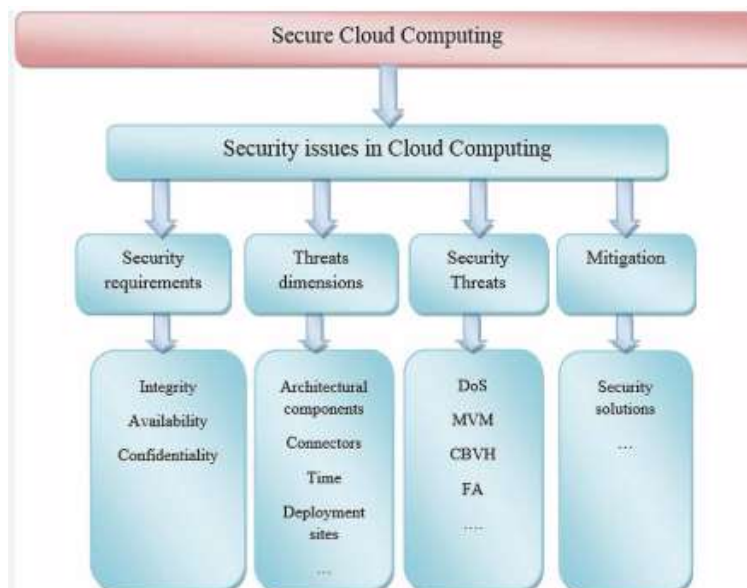 Secure Cloud Computing
Security issues in Cloud Computing
Security
requirements
Threats
dimensions
Security
Threats
Mitigation
Integrity
Availability
Confidentiality
Architectural
components
Connectors
Time
Deployment
sites
...
DoS
MVM
CBVH
FA
....
Security
solutions
...